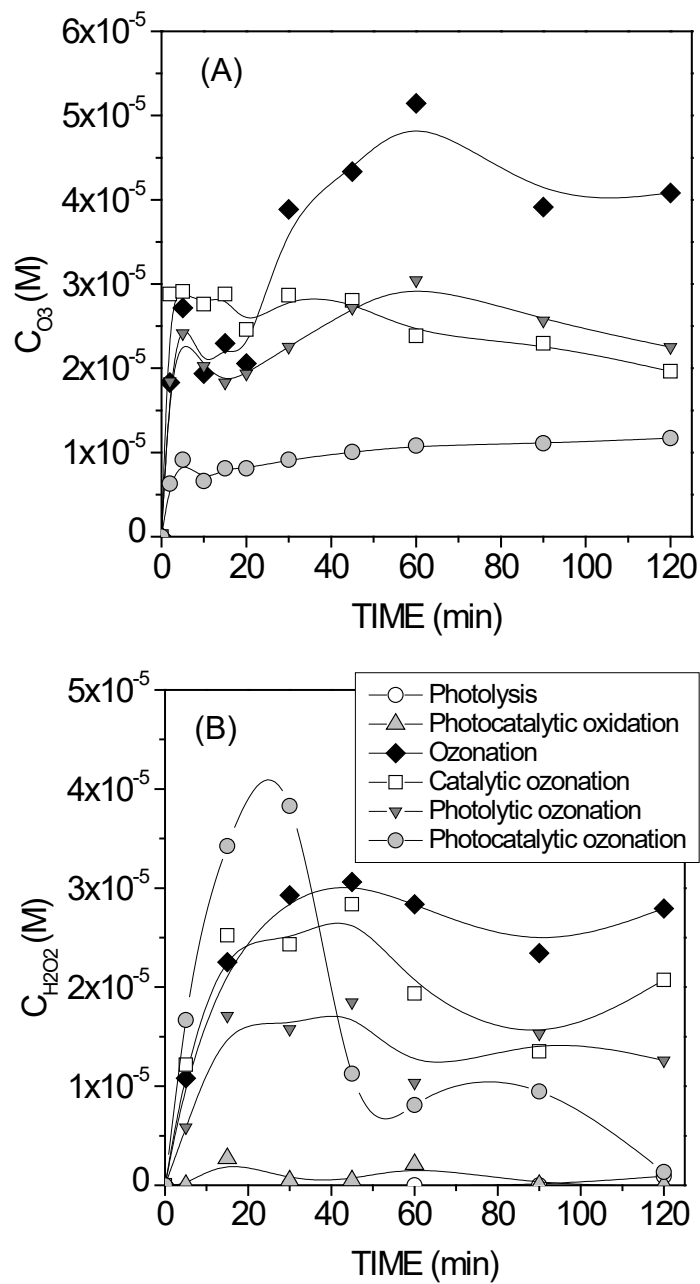 (A)
C_O3 (M)
6x10^-5
5x10^-5
4x10^-5
3x10^-5
2x10^-5
1x10^-5
0
0 20 40 60 80 100 120
TIME (min)
(B)
C_H2O2 (M)
5x10^-5
4x10^-5
3x10^-5
2x10^-5
1x10^-5
0
Photolysis
Photocatalytic oxidation
Ozonation
Catalytic ozonation
Photolytic ozonation
Photocatalytic ozonation
0 20 40 60 80 100 120
TIME (min)